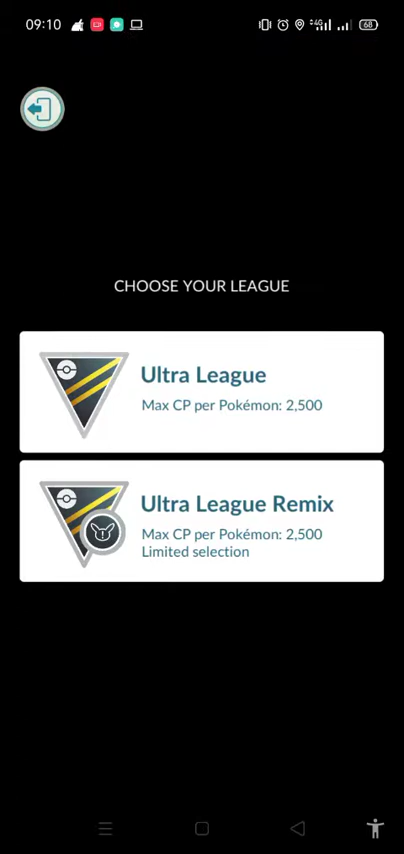 09:10
4G
68
CHOOSE YOUR LEAGUE
Ultra League
Max CP per Pokémon: 2,500
Ultra League Remix
Max CP per Pokémon: 2,500
Limited selection